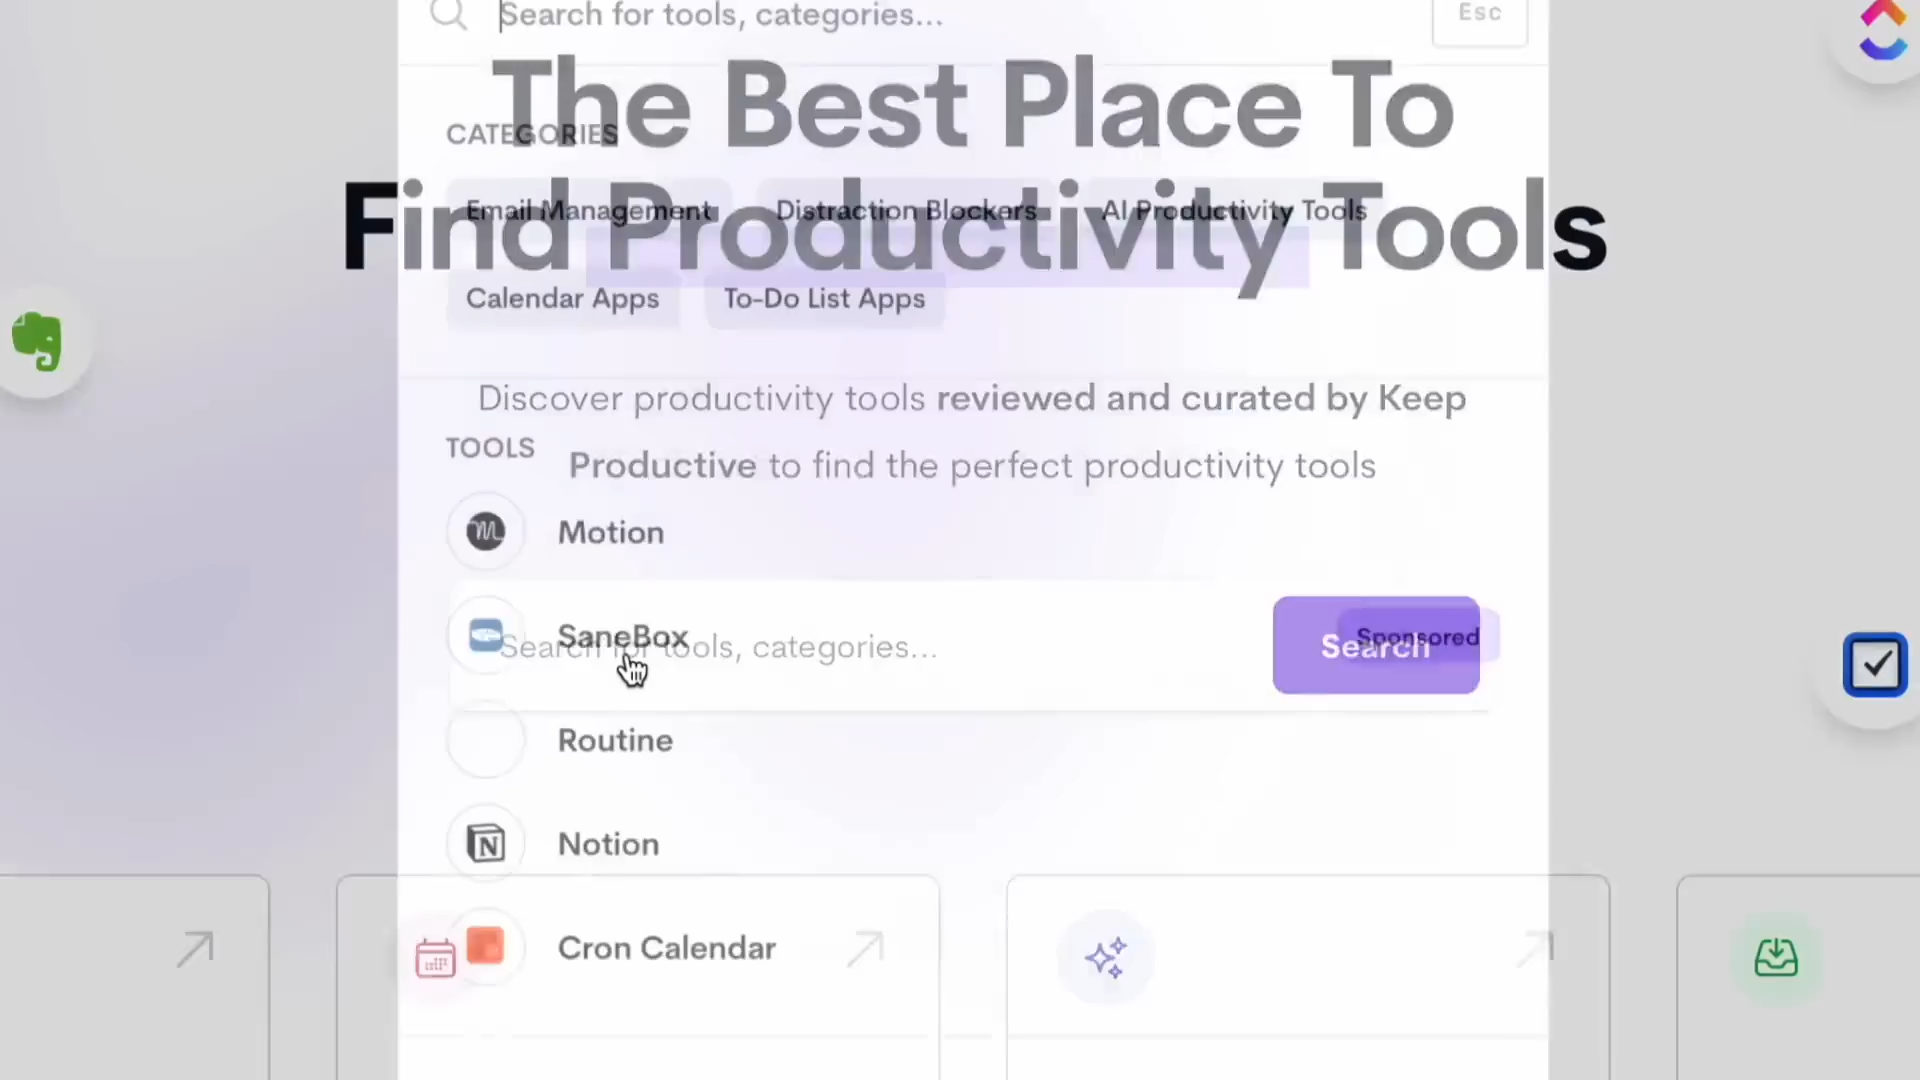 Search for tools, categories...
Esc
The Best Place To
Find Productivity Tools
CATEGORIES
Email Management
Distraction Blockers
AI Productivity Tools
Calendar Apps
To-Do List Apps
Discover productivity tools reviewed and curated by Keep
Productive to find the perfect productivity tools
TOOLS
Motion
SaneBox
Sponsored
Search for tools, categories...
Search
Routine
Notion
Cron Calendar